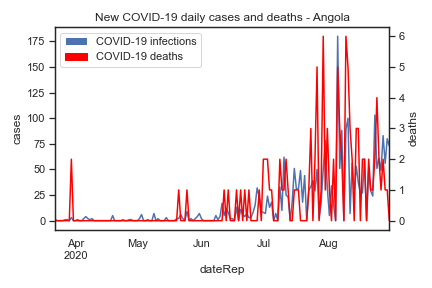 New COVID-19 daily cases and deaths - Angola
COVID-19 infections
COVID-19 deaths
175
150
125
100
75
50
25
0
cases
6
5
4
3
2
1
0
deaths
Apr
2020
May
Jun
Jul
Aug
dateRep